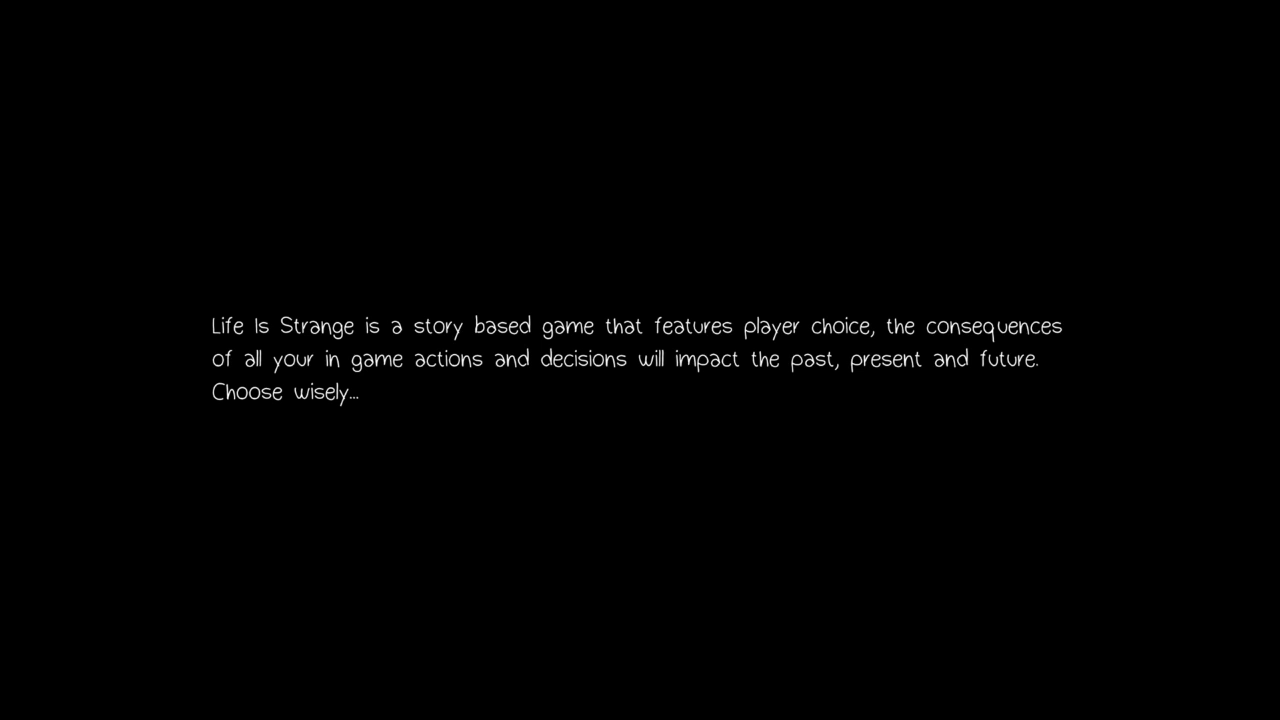 Life Is Strange is a story based game that features player choice, the consequences
of all your in game actions and decisions will impact the past, present and future.
Choose wisely...